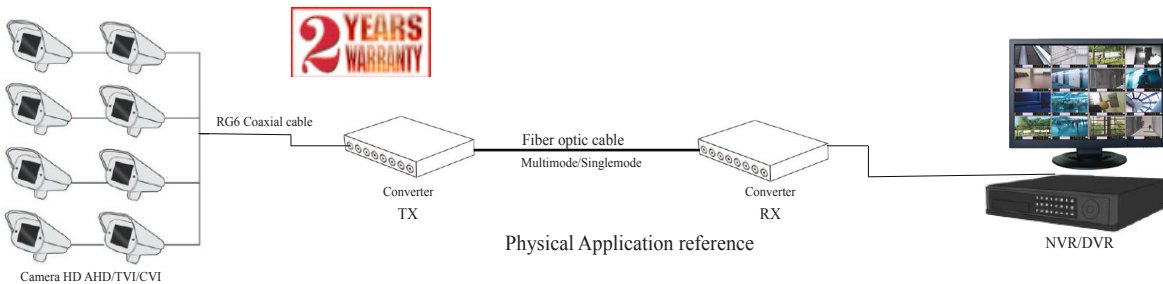 2 YEARS
WARRANTY
RG6 Coaxial cable
Fiber optic cable
Multimode/Singlemode
Converter
TX
Converter
RX
Physical Application reference
NVR/DVR
Camera HD AHD/TVI/CVI